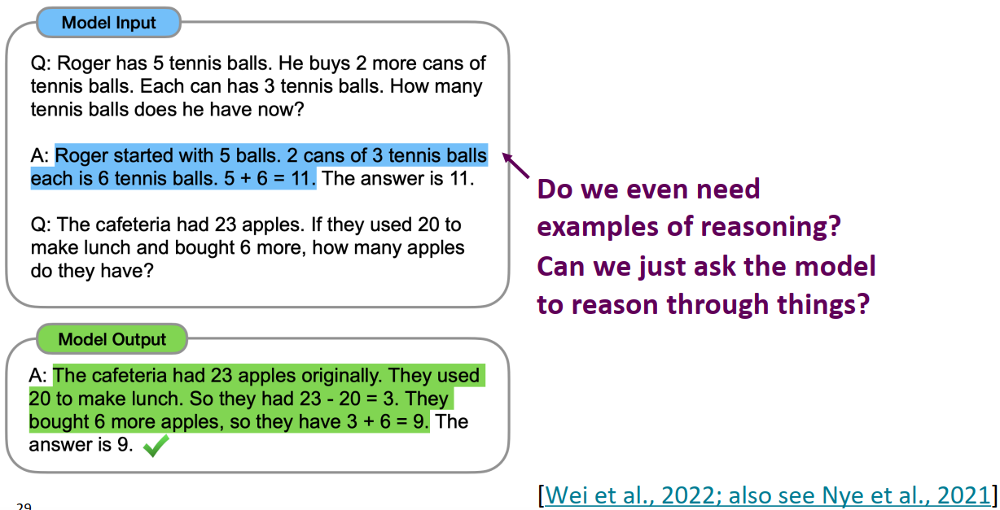 Model Input
Q: Roger has 5 tennis balls. He buys 2 more cans of
tennis balls. Each can has 3 tennis balls. How many
tennis balls does he have now?
A: Roger started with 5 balls. 2 cans of 3 tennis balls
each is 6 tennis balls. 5 + 6 = 11. The answer is 11.
Q: The cafeteria had 23 apples. If they used 20 to
make lunch and bought 6 more, how many apples
do they have?
Do we even need
examples of reasoning?
Can we just ask the model
to reason through things?
Model Output
A: The cafeteria had 23 apples originally. They used
20 to make lunch. So they had 23 - 20 = 3. They
bought 6 more apples, so they have 3 + 6 = 9. The
answer is 9.
[Wei et al., 2022; also see Nye et al., 2021]
29